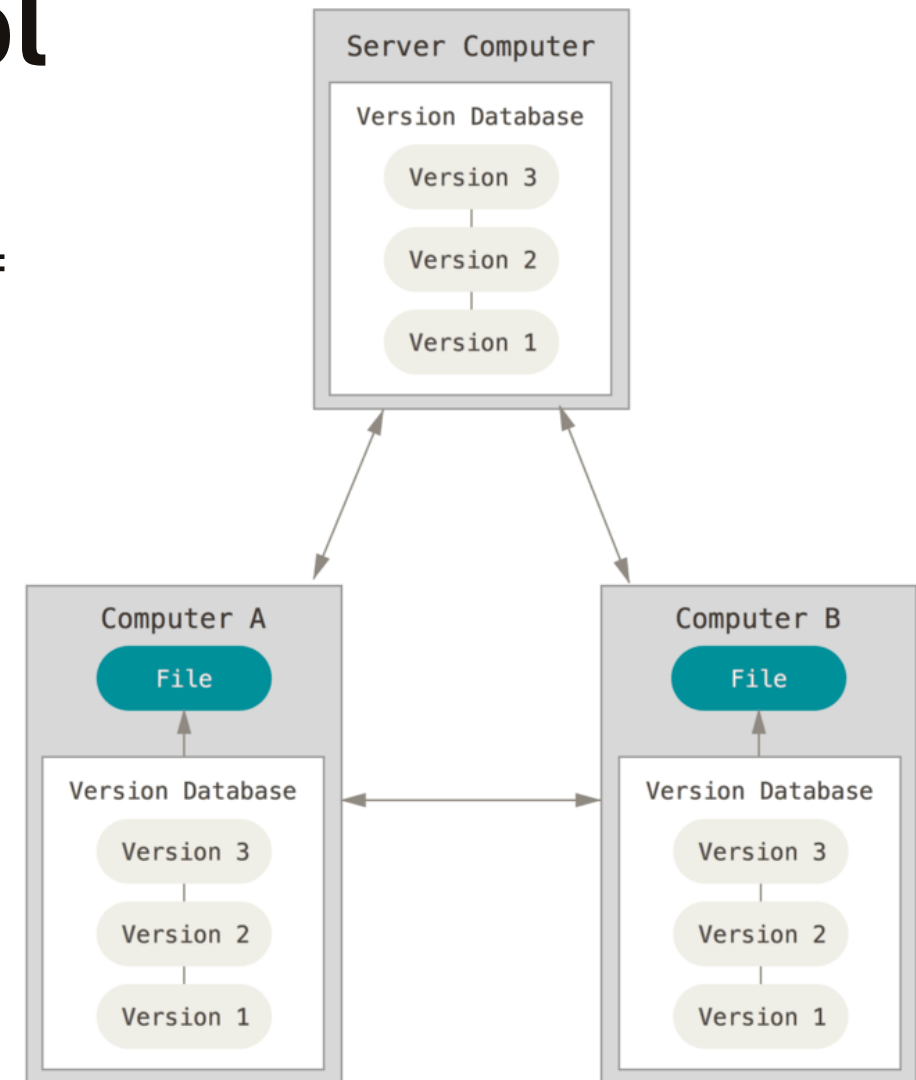 ol
:
Server Computer
Version Database
Version 3
Version 2
Version 1
Computer A
File
Version Database
Version 3
Version 2
Version 1
Computer B
File
Version Database
Version 3
Version 2
Version 1